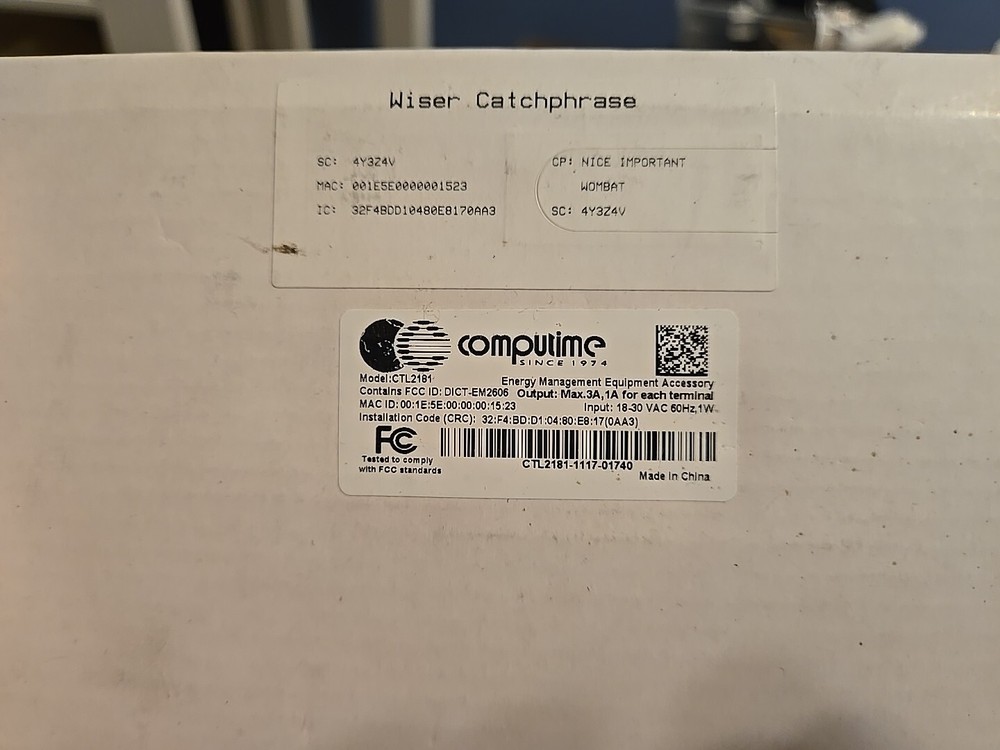 Wiser Catchphrase
SC: 4Y3Z4V
MAC: 001E5E0000001523
IC: 32F4BDD10480E8170AA3
CP: NICE IMPORTANT
WOMBAT
SC: 4Y3Z4V
computime
SINCE 1974
Model:CTL2181
Energy Management Equipment Accessory
Contains FCC ID: DICT-EM2606 Output: Max.3A,1A for each terminal
MAC ID:00:1E:5E:00:00:00:15:23 Input: 18-30 VAC 60Hz,1W
Installation Code (CRC): 32:F4:BD:D1:04:80:E8:17(0AA3)
FC
Tested to comply
with FCC standards
CTL2181-1117-01740
Made in China